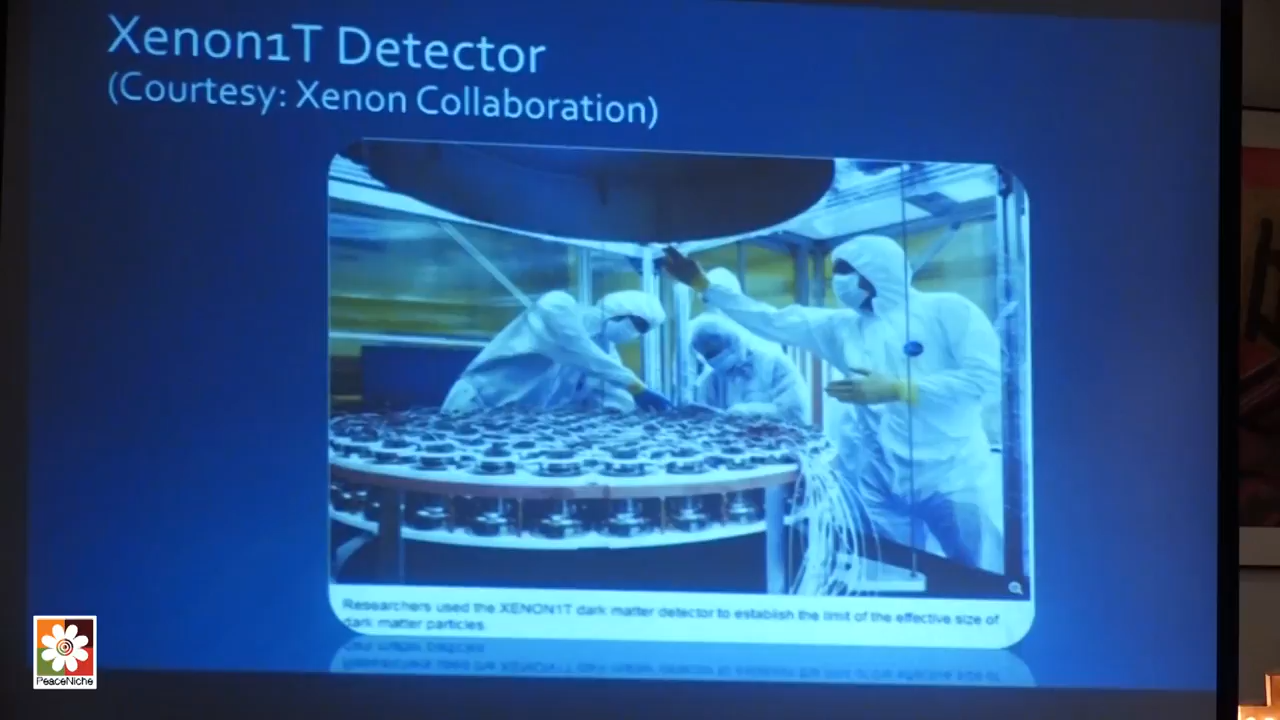 Xenon1T Detector
(Courtesy: Xenon Collaboration)
Researchers used the XENON1T dark matter detector to establish the limit of the effective size of
dark matter particles.
PeaceNiche